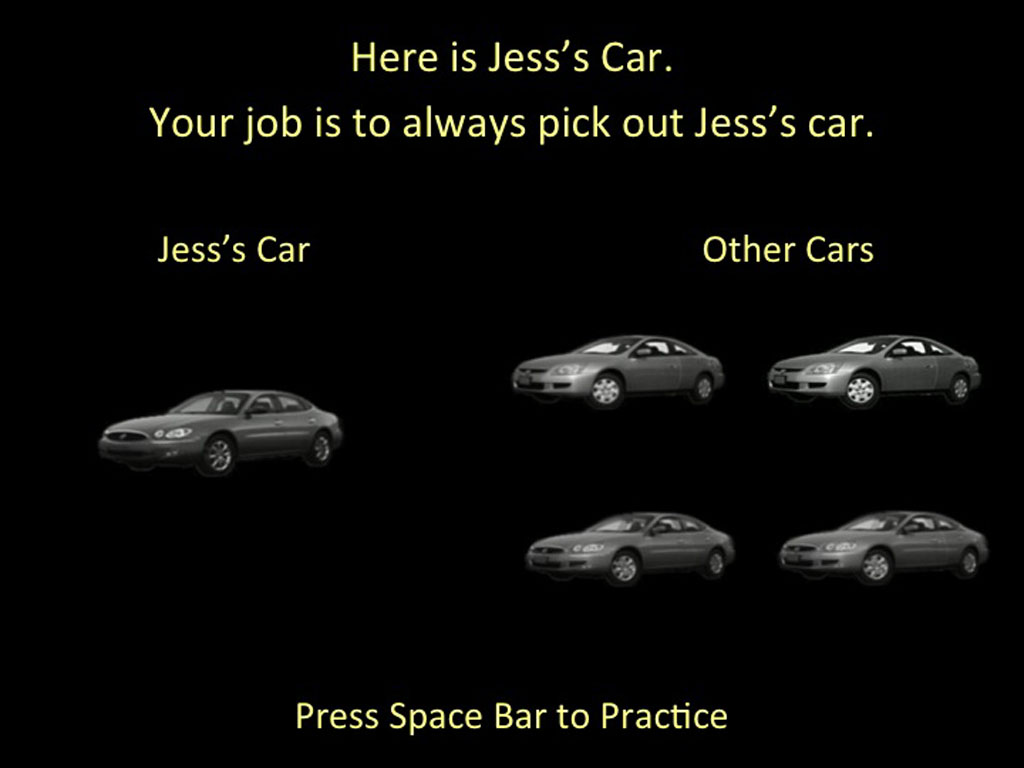 Here is Jess’s Car.
Your job is to always pick out Jess’s car.
Jess’s Car
Other Cars
Press Space Bar to Practice